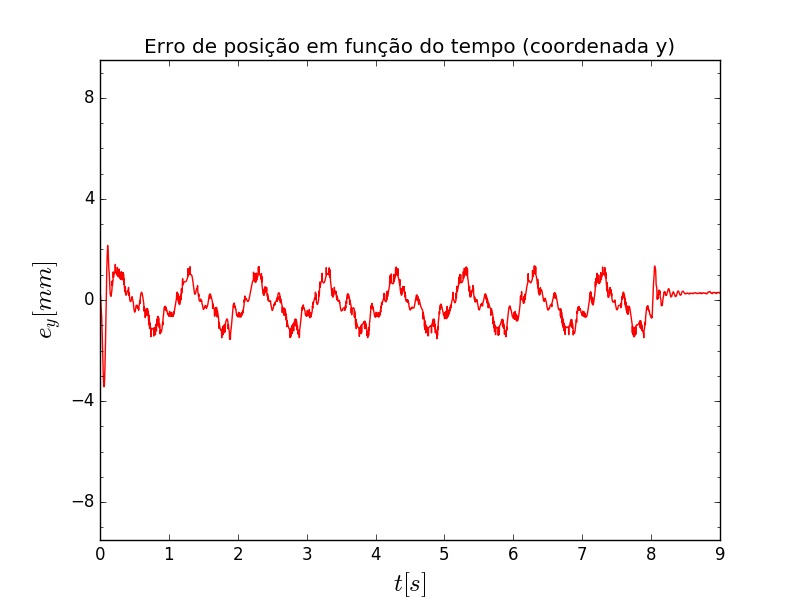 Erro de posição em função do tempo (coordenada y)
8
4
0
−4
−8
e_y[mm]
0 1 2 3 4 5 6 7 8 9
t[s]